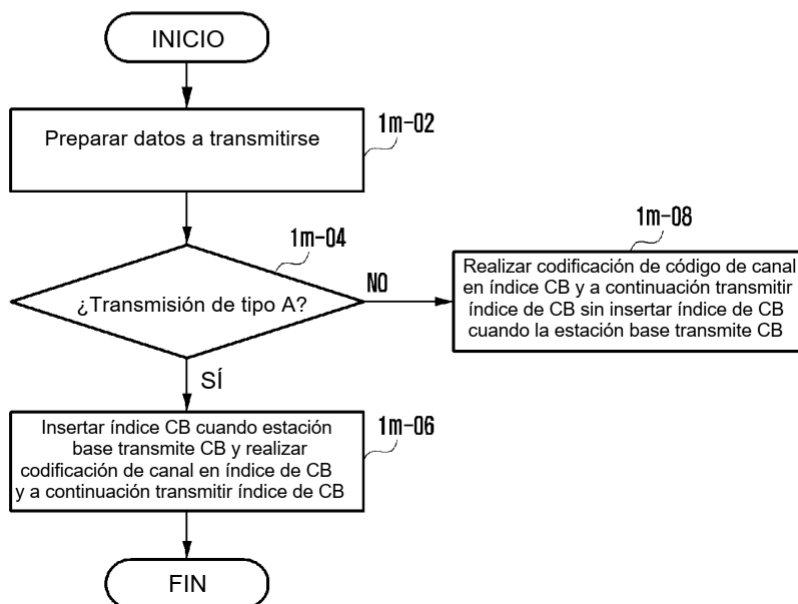 INICIO
Preparar datos a transmitirse
1m-02
1m-04
¿Transmisión de tipo A?
NO
1m-08
Realizar codificación de código de canal
en índice CB y a continuación transmitir
índice de CB sin insertar índice de CB
cuando la estación base transmite CB
SÍ
Insertar índice CB cuando estación
base transmite CB y realizar
codificación de canal en índice de CB
y a continuación transmitir índice de CB
1m-06
FIN